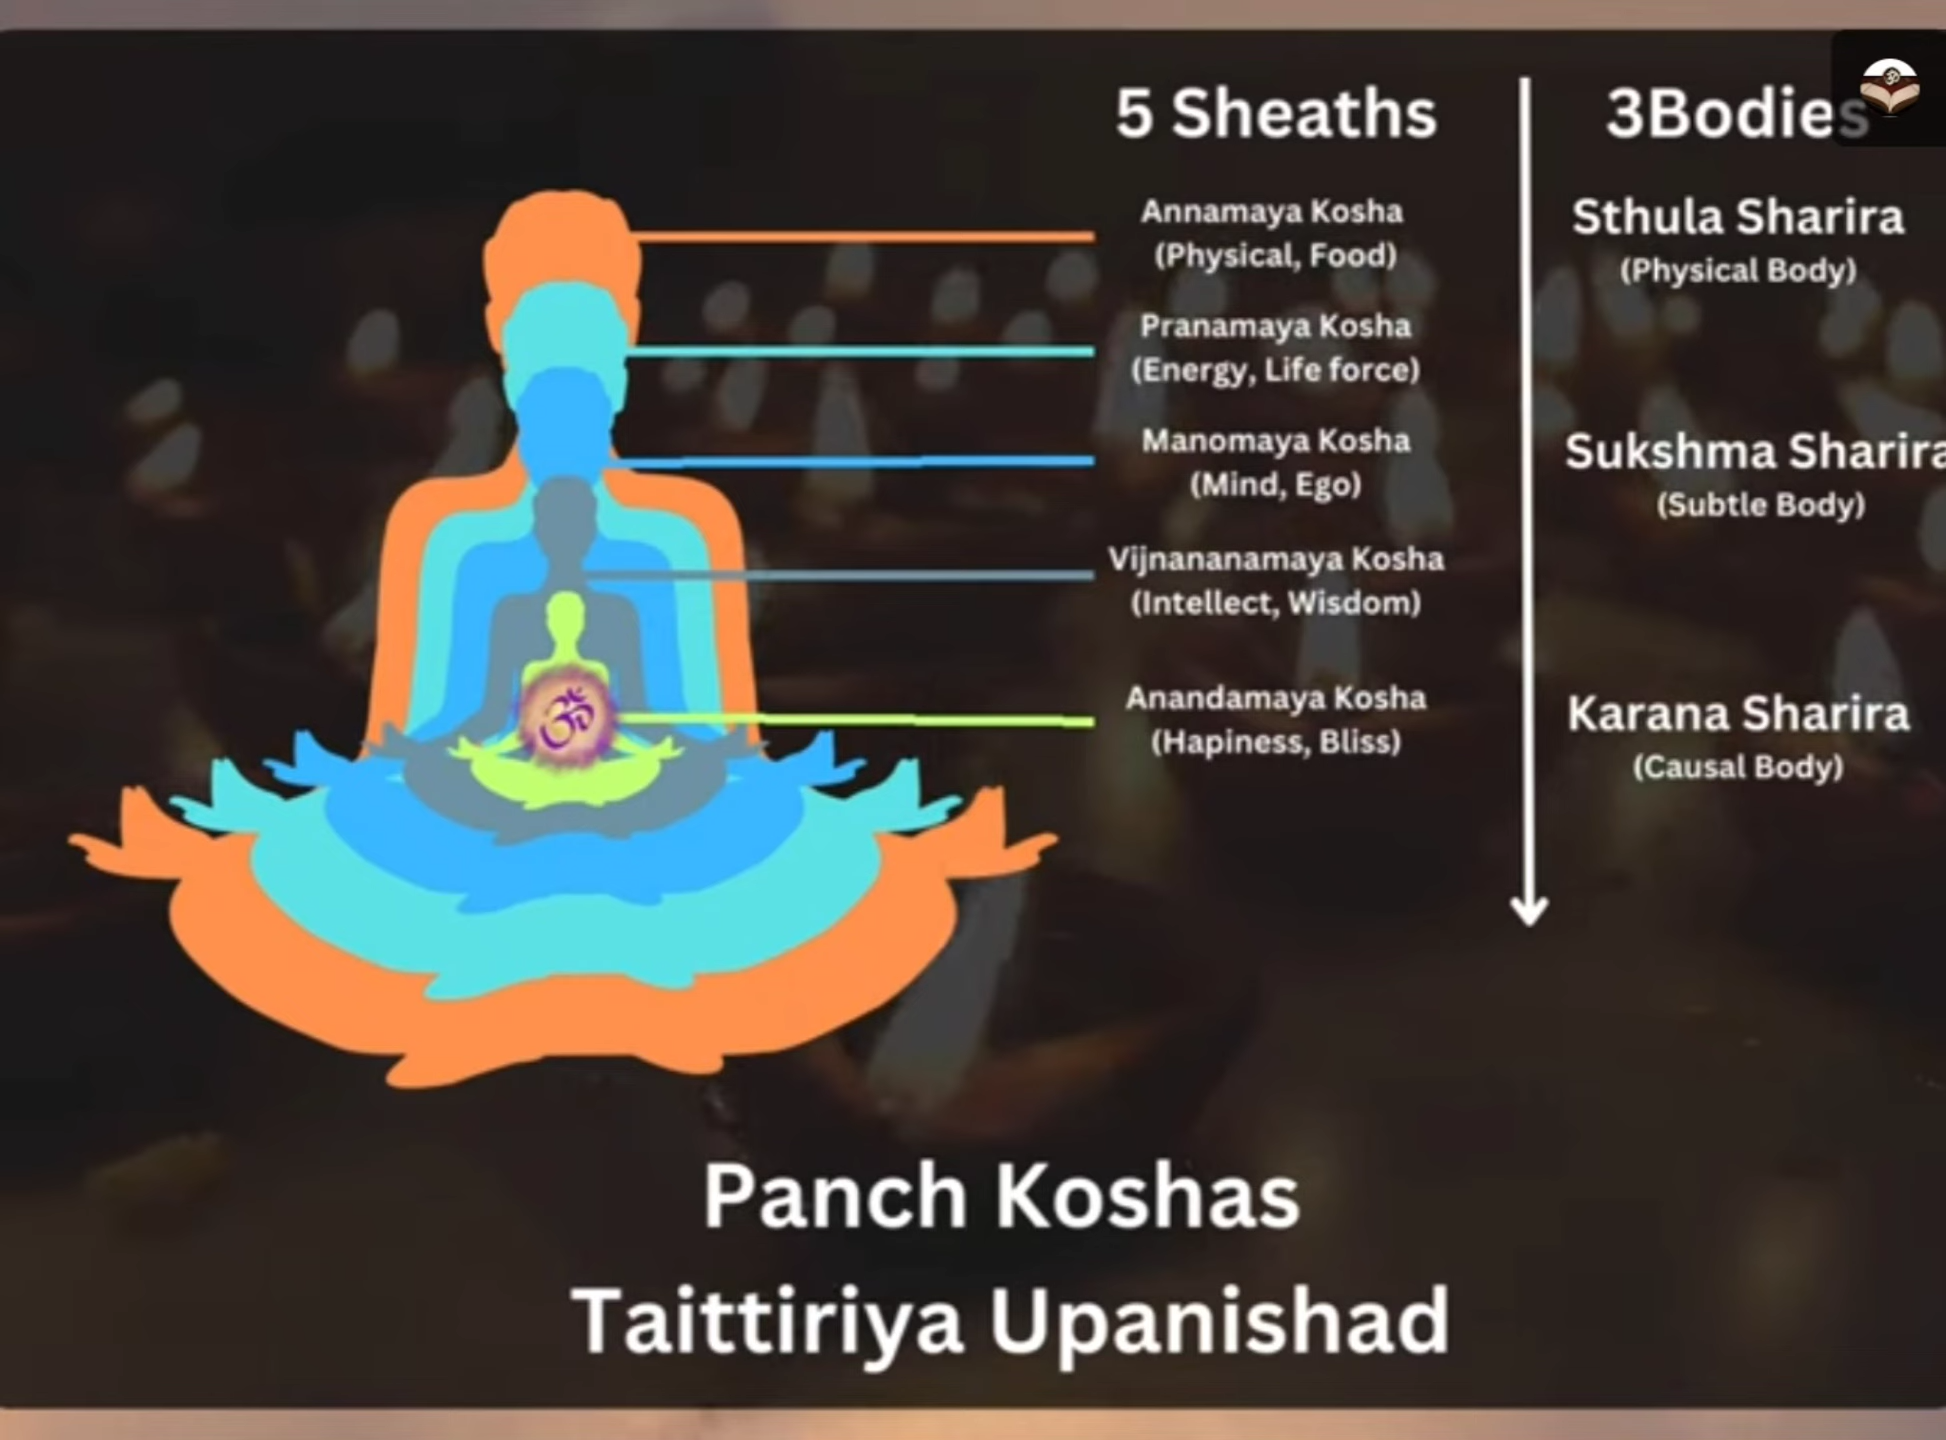 5 Sheaths
Annamaya Kosha
(Physical, Food)
Pranamaya Kosha
(Energy, Life force)
Manomaya Kosha
(Mind, Ego)
Vijnananamaya Kosha
(Intellect, Wisdom)
Anandamaya Kosha
(Hapiness, Bliss)
3Bodies
Sthula Sharira
(Physical Body)
Sukshma Sharira
(Subtle Body)
Karana Sharira
(Causal Body)
ॐ
Panch Koshas
Taittiriya Upanishad